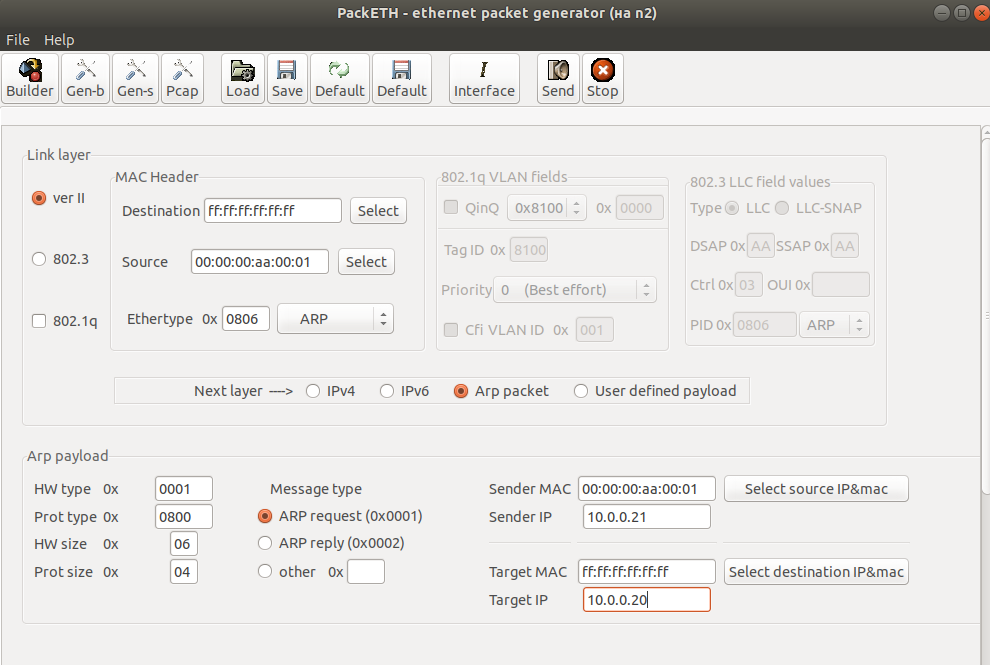 PackETH - ethernet packet generator (на n2)
File Help
Builder Gen-b Gen-s Pcap Load Save Default Default Interface Send Stop
Link layer
ver II
802.3
802.1q
MAC Header
Destination ff:ff:ff:ff:ff:ff Select
Source 00:00:00:aa:00:01 Select
Ethertype 0x 0806 ARP
802.1q VLAN fields
QinQ 0x8100 0x 0000
Tag ID 0x 8100
Priority 0 (Best effort)
Cfi VLAN ID 0x 001
802.3 LLC field values
Type LLC LLC-SNAP
DSAP 0x AA SSAP 0x AA
Ctrl 0x 03 OUI 0x
PID 0x 0806 ARP
Next layer ----> IPv4 IPv6 Arp packet User defined payload
Arp payload
HW type 0x 0001
Prot type 0x 0800
HW size 0x 06
Prot size 0x 04
Message type
ARP request (0x0001)
ARP reply (0x0002)
other 0x
Sender MAC 00:00:00:aa:00:01 Select source IP&mac
Sender IP 10.0.0.21
Target MAC ff:ff:ff:ff:ff:ff Select destination IP&mac
Target IP 10.0.0.20